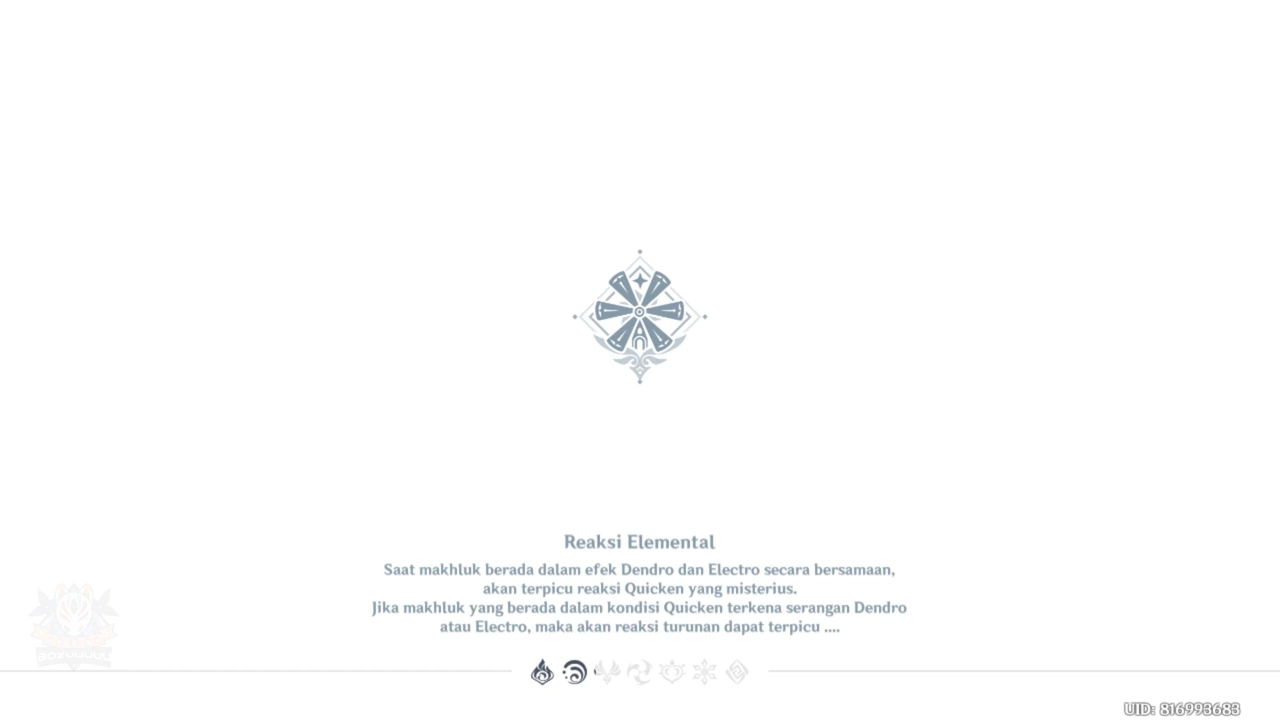 Reaksi Elemental
Saat makhluk berada dalam efek Dendro dan Electro secara bersamaan,
akan terpicu reaksi Quicken yang misterius.
Jika makhluk yang berada dalam kondisi Quicken terkena serangan Dendro
atau Electro, maka akan reaksi turunan dapat terpicu ....
UID: 816993683